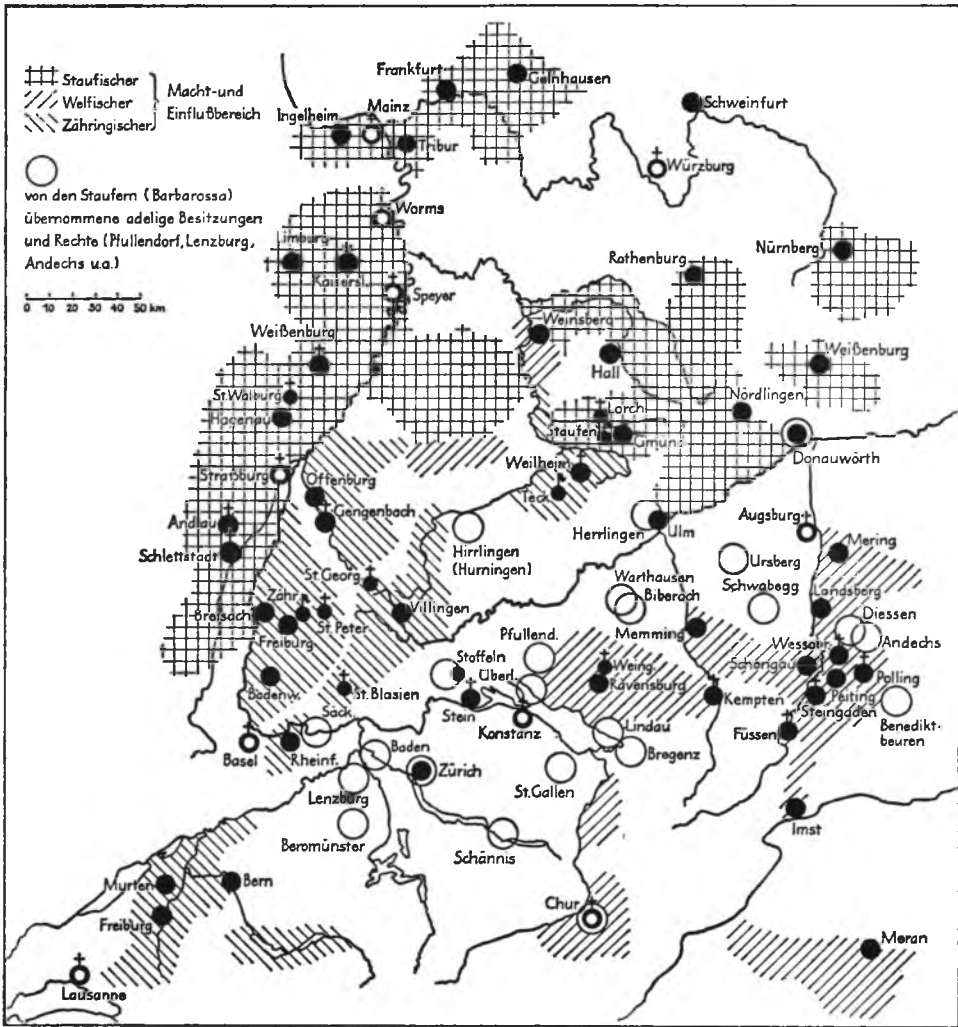 Staufischer
Welfischer
Zähringischer
Macht-und
Einflußbereich
von den Staufern (Barbarossa)
übernommene adelige Besitzungen
und Rechte (Pfullendorf, Lenzburg,
Andechs u.a.)
0 10 20 30 40 50 km
Frankfurt
Gelnhausen
Mainz
Ingelheim
Tribur
Schweinfurt
Würzburg
Worms
Limburg
Kaisersl.
Speyer
Rothenburg
Nürnberg
Weinsberg
Weißenburg
Hall
Weißenburg
St.Walburg
Hagenau
Lorch
Nördlingen
Staufen
Gmünd
Donauwörth
Straßburg
Offenburg
Weilheim
Teck
Gengenbach
Andlau
Schlettstadt
Hirrlingen
(Hurningen)
Herrlingen
Ulm
Augsburg
Mering
Ursberg
Schwabegg
St.Georg.
Warthausen
Biberach
Landsberg
Zähr.
Breisach
St.Peter
Villingen
Freiburg
Memming.
Diessen
Andechs
Wessobr.
Pfullend.
Stoffeln
Überl.
Weing.
Ravensburg
Schongau
Polling
Badenw.
St.Blasien
Stein
Kempten
Peiting
Steingaden
Benedikt-
beuren
Säck.
Konstanz
Lindau
Füssen
Basel
Rheinf.
Baden
Zürich
Bregenz
St.Gallen
Lenzburg
Beromünster
Schännis
Imst
Murten
Bern
Freiburg
Chur
Meran
Lausanne